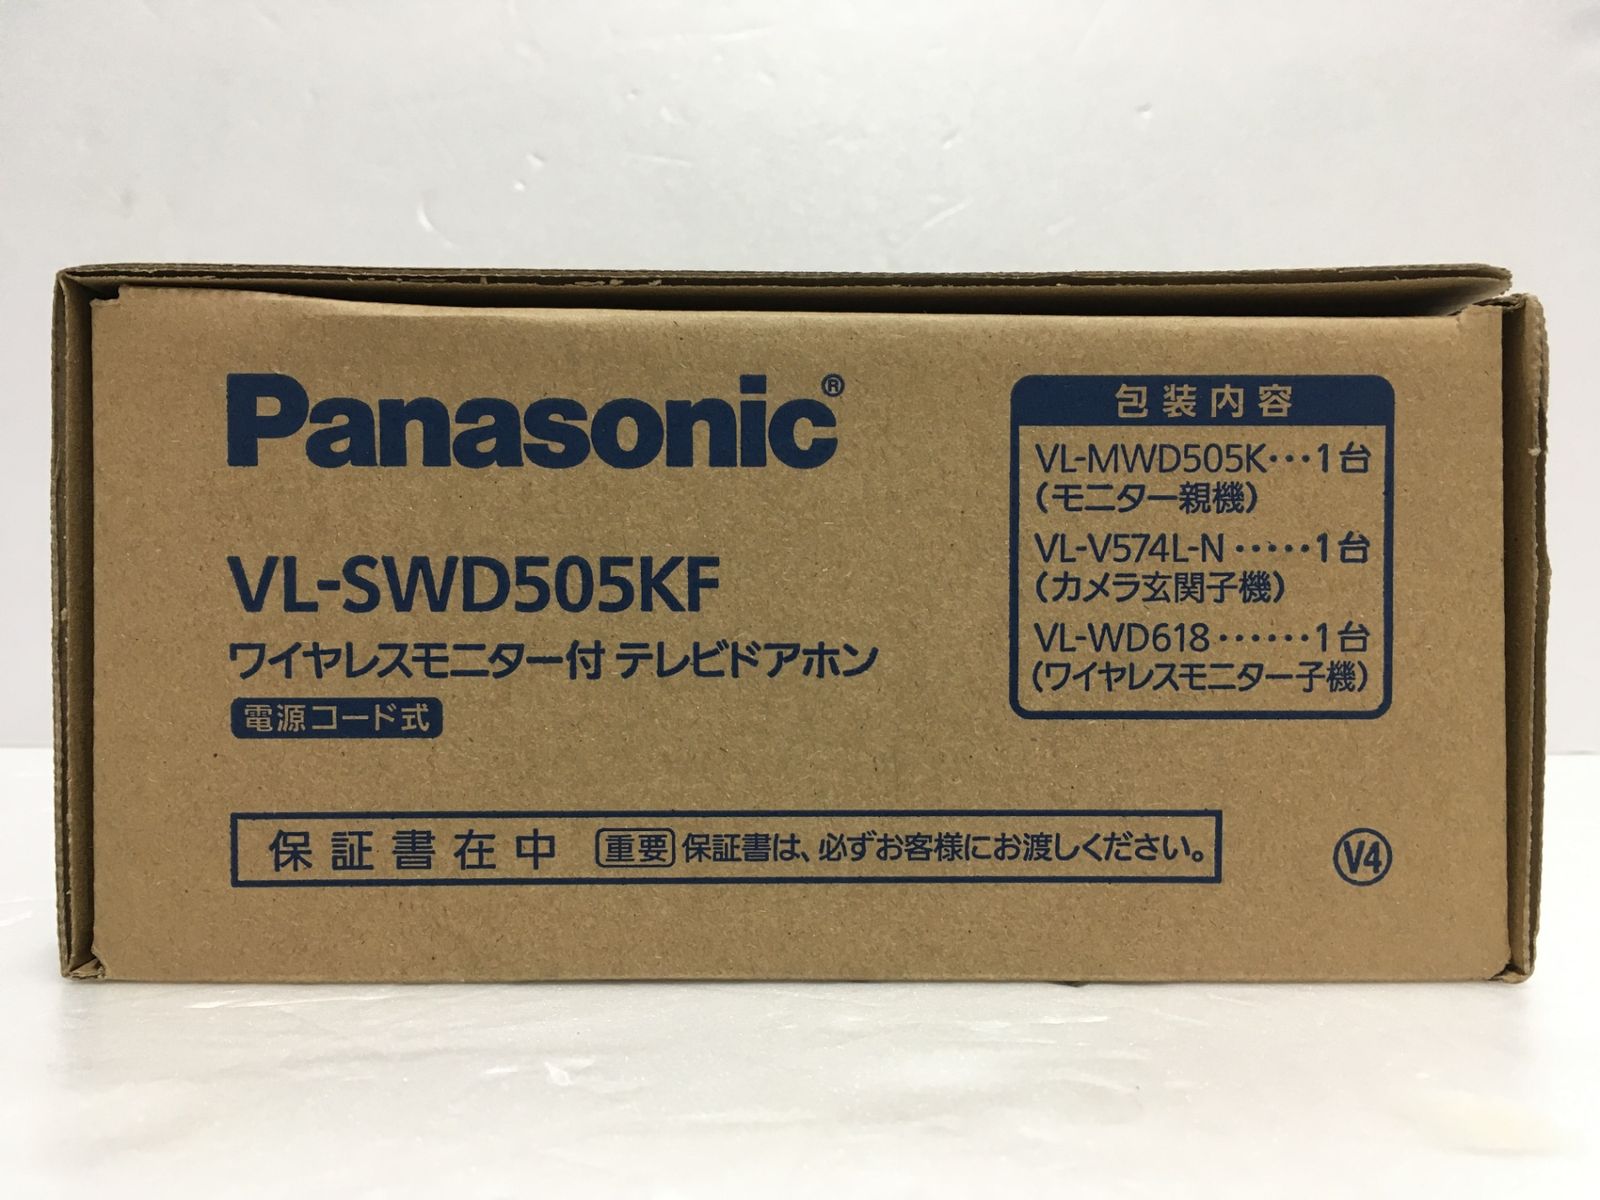 Panasonic®
VL-SWD505KF
ワイヤレスモニター付 テレビドアホン
電源コード式
包装内容
VL-MWD505K···1台
(モニター親機)
VL-V574L-N·····1台
(カメラ玄関子機)
VL-WD618······1台
(ワイヤレスモニター子機)
保証書在中 重要 保証書は、必ずお客様にお渡しください。
V4